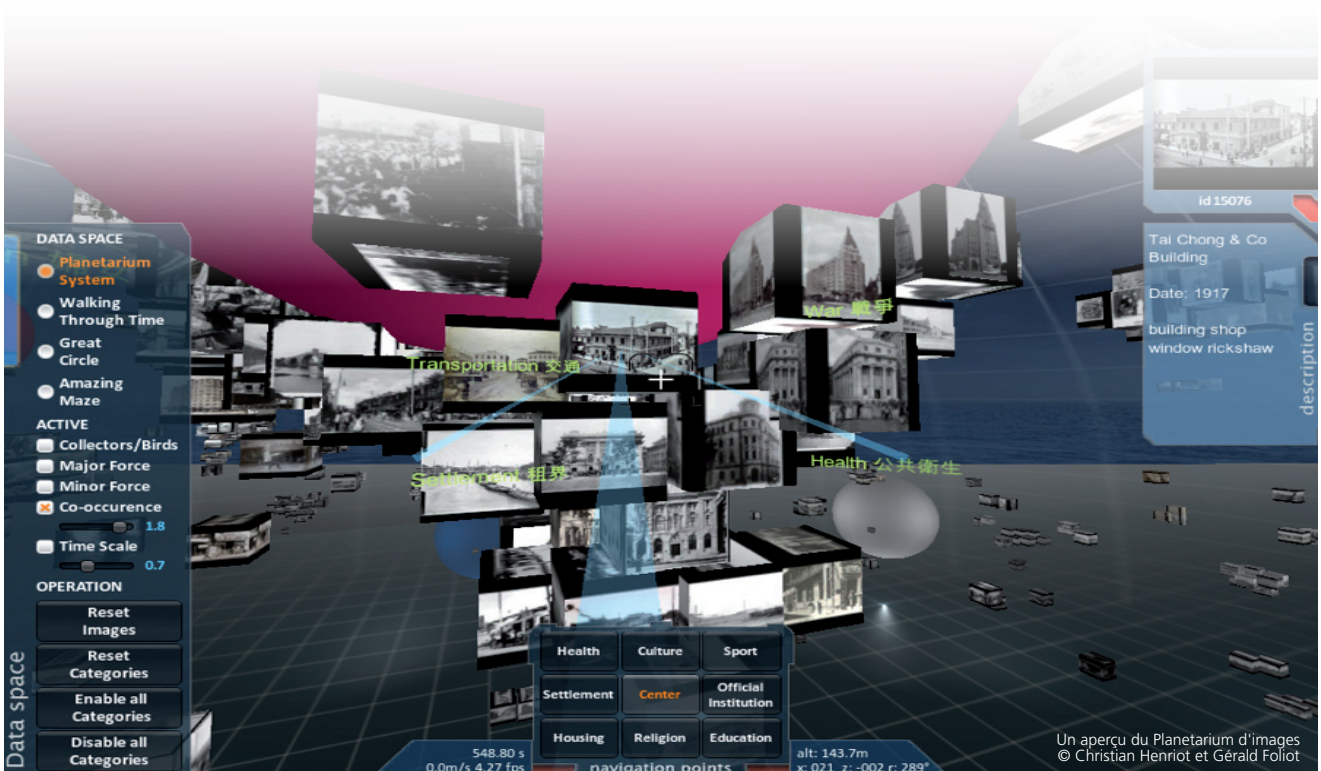 DATA SPACE
Planetarium
System
Walking
Through Time
Great
Circle
Amazing
Maze
ACTIVE
Collectors/Birds
Major Force
Minor Force
Co-occurence
1.8
Time Scale
0.7
OPERATION
Reset
Images
Reset
Categories
Enable all
Categories
Disable all
Categories
Data space
War 戰爭
Transportation 交通
Settlement 租界
Health 公共衛生
id 15076
Tai Chong & Co
Building
Date: 1917
building shop
window rickshaw
description
Health Culture Sport
Settlement Center Official
Institution
Housing Religion Education
548.80 s
0.0m/s 4.27 fps
navigation points
alt: 143.7m
x: 021 z: -002 r: 289°
Un aperçu du Planetarium d'images
© Christian Henriot et Gérald Foliot